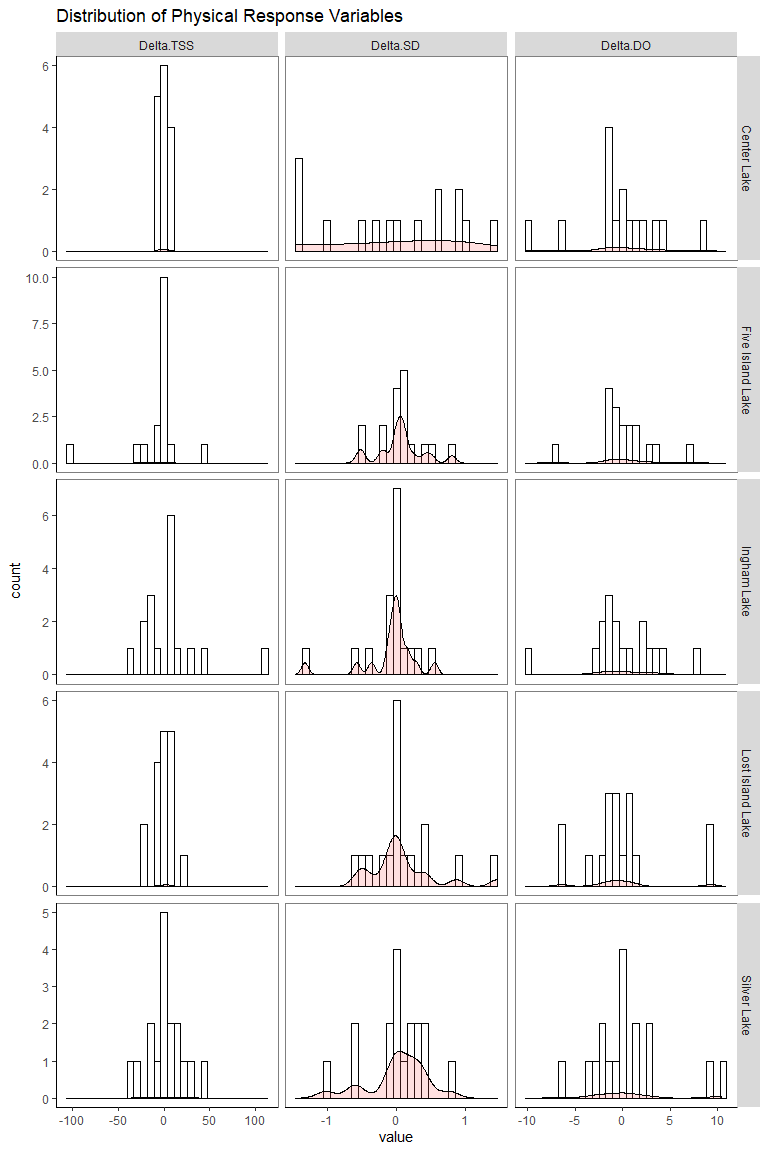 Distribution of Physical Response Variables
Delta.TSS Delta.SD Delta.DO
6
4
2
0
Center Lake
10.0
7.5
5.0
2.5
0.0
Five Island Lake
count
6
4
2
0
Ingham Lake
6
4
2
0
Lost Island Lake
5
4
3
2
1
0
Silver Lake
-100 -50 0 50 100 -1 0 1 -10 -5 0 5 10
value